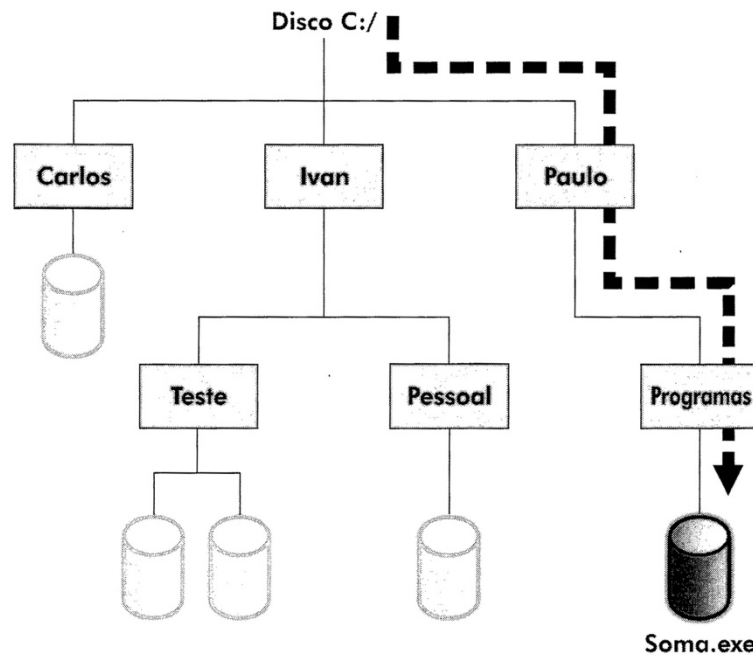 Disco C:/
Carlos
Ivan
Paulo
Teste
Pessoal
Programas
Soma.exe